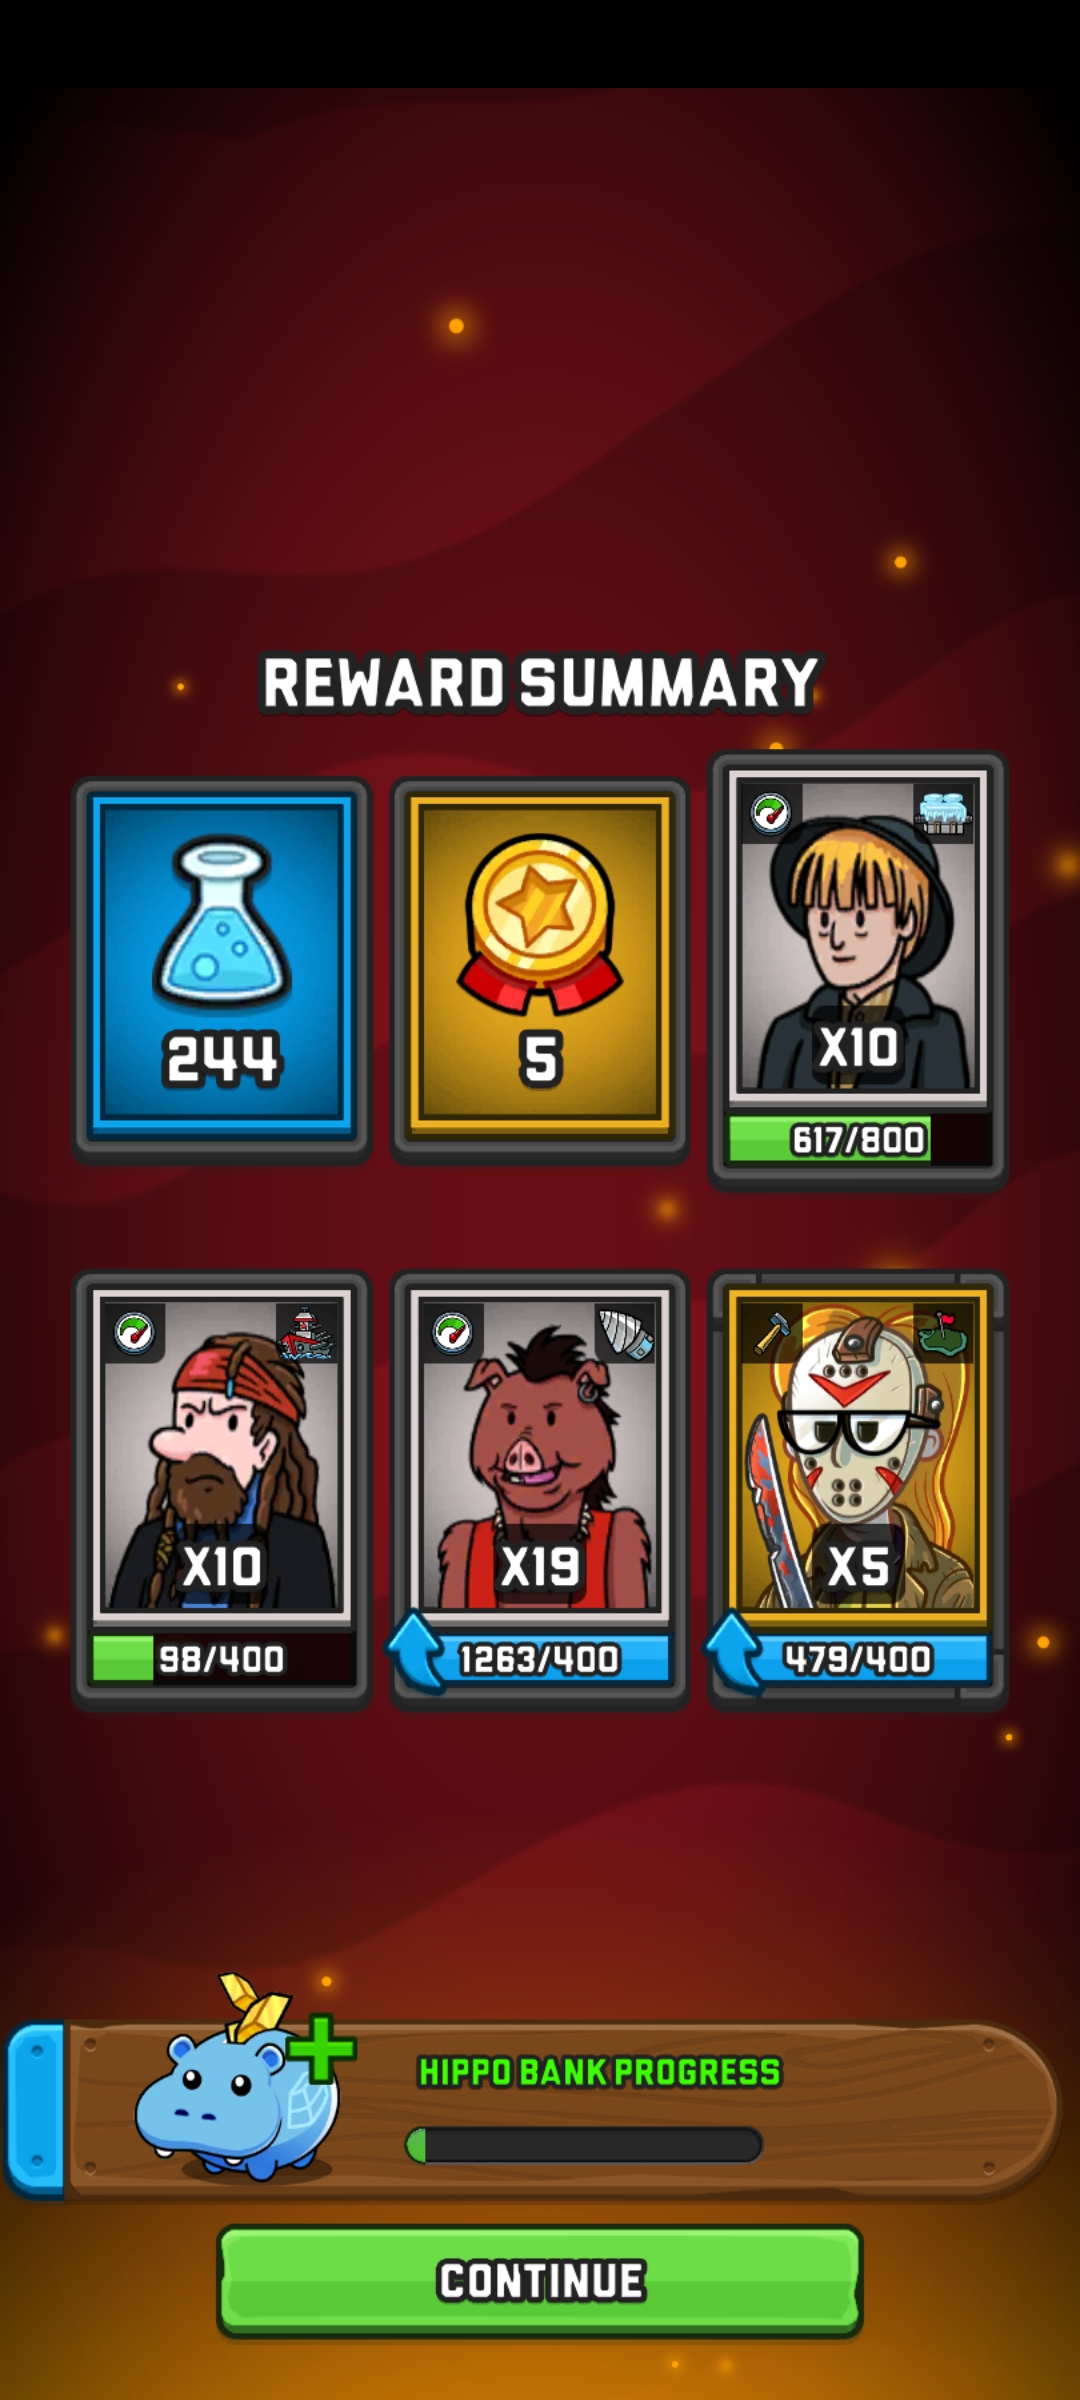 REWARD SUMMARY
244
5
X10
617/800
X10
98/400
X19
1263/400
X5
479/400
HIPPO BANK PROGRESS
CONTINUE